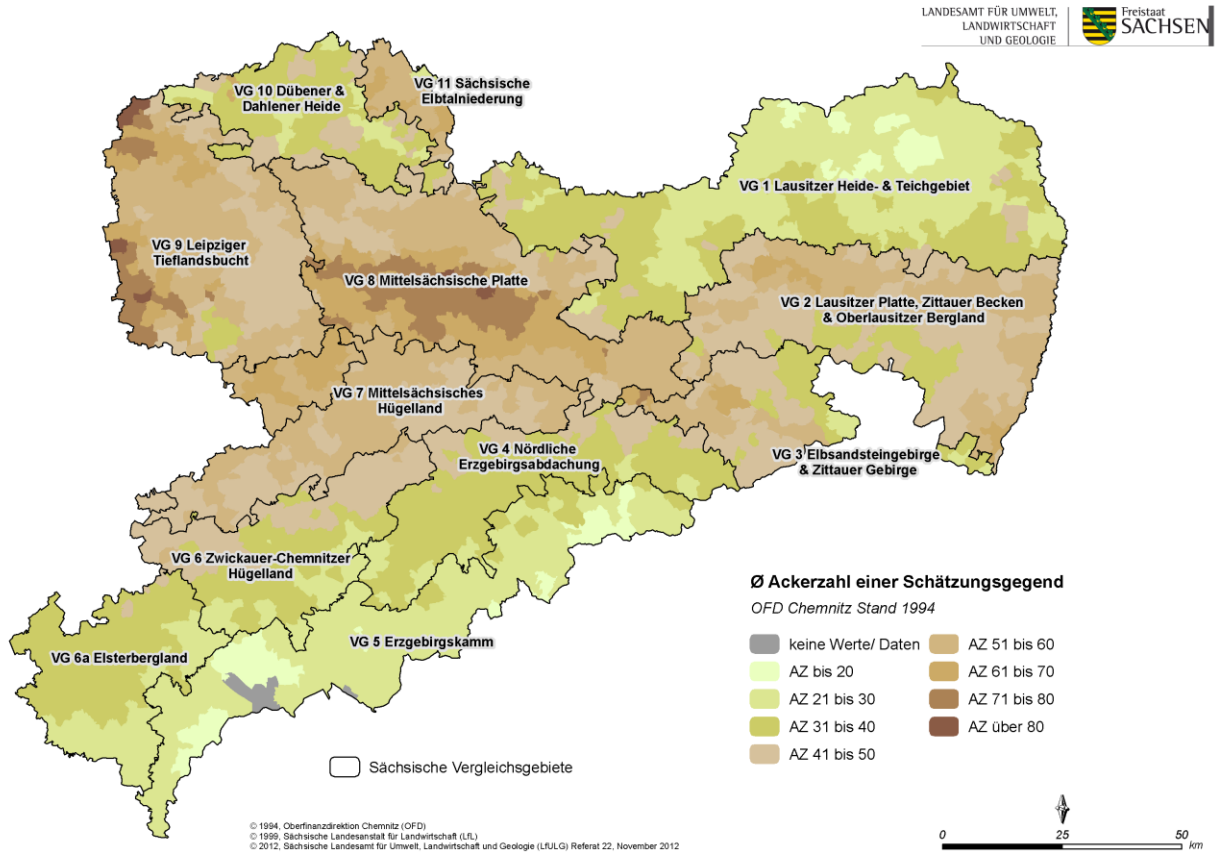 LANDESAMT FÜR UMWELT,
LANDWIRTSCHAFT
UND GEOLOGIE
Freistaat
SACHSEN
VG 10 Dübener &
Dahlener Heide
VG 11 Sächsische
Elbtalniederung
VG 1 Lausitzer Heide- & Teichgebiet
VG 9 Leipziger
Tieflandsbucht
VG 8 Mittelsächsische Platte
VG 2 Lausitzer Platte, Zittauer Becken
& Oberlausitzer Bergland
VG 7 Mittelsächsisches
Hügelland
VG 4 Nördliche
Erzgebirgsabdachung
VG 3 Elbsandsteingebirge
& Zittauer Gebirge
VG 6 Zwickauer-Chemnitzer
Hügelland
VG 5 Erzgebirgskamm
VG 6a Elsterbergland
Ø Ackerzahl einer Schätzungsgegend
OFD Chemnitz Stand 1994
keine Werte/ Daten
AZ bis 20
AZ 21 bis 30
AZ 31 bis 40
AZ 41 bis 50
AZ 51 bis 60
AZ 61 bis 70
AZ 71 bis 80
AZ über 80
Sächsische Vergleichsgebiete
© 1994, Oberfinanzdirektion Chemnitz (OFD)
© 1999, Sächsische Landesanstalt für Landwirtschaft (LfL)
© 2012, Sächsisches Landesamt für Umwelt, Landwirtschaft und Geologie (LfULG) Referat 22, November 2012
0 25 50
km